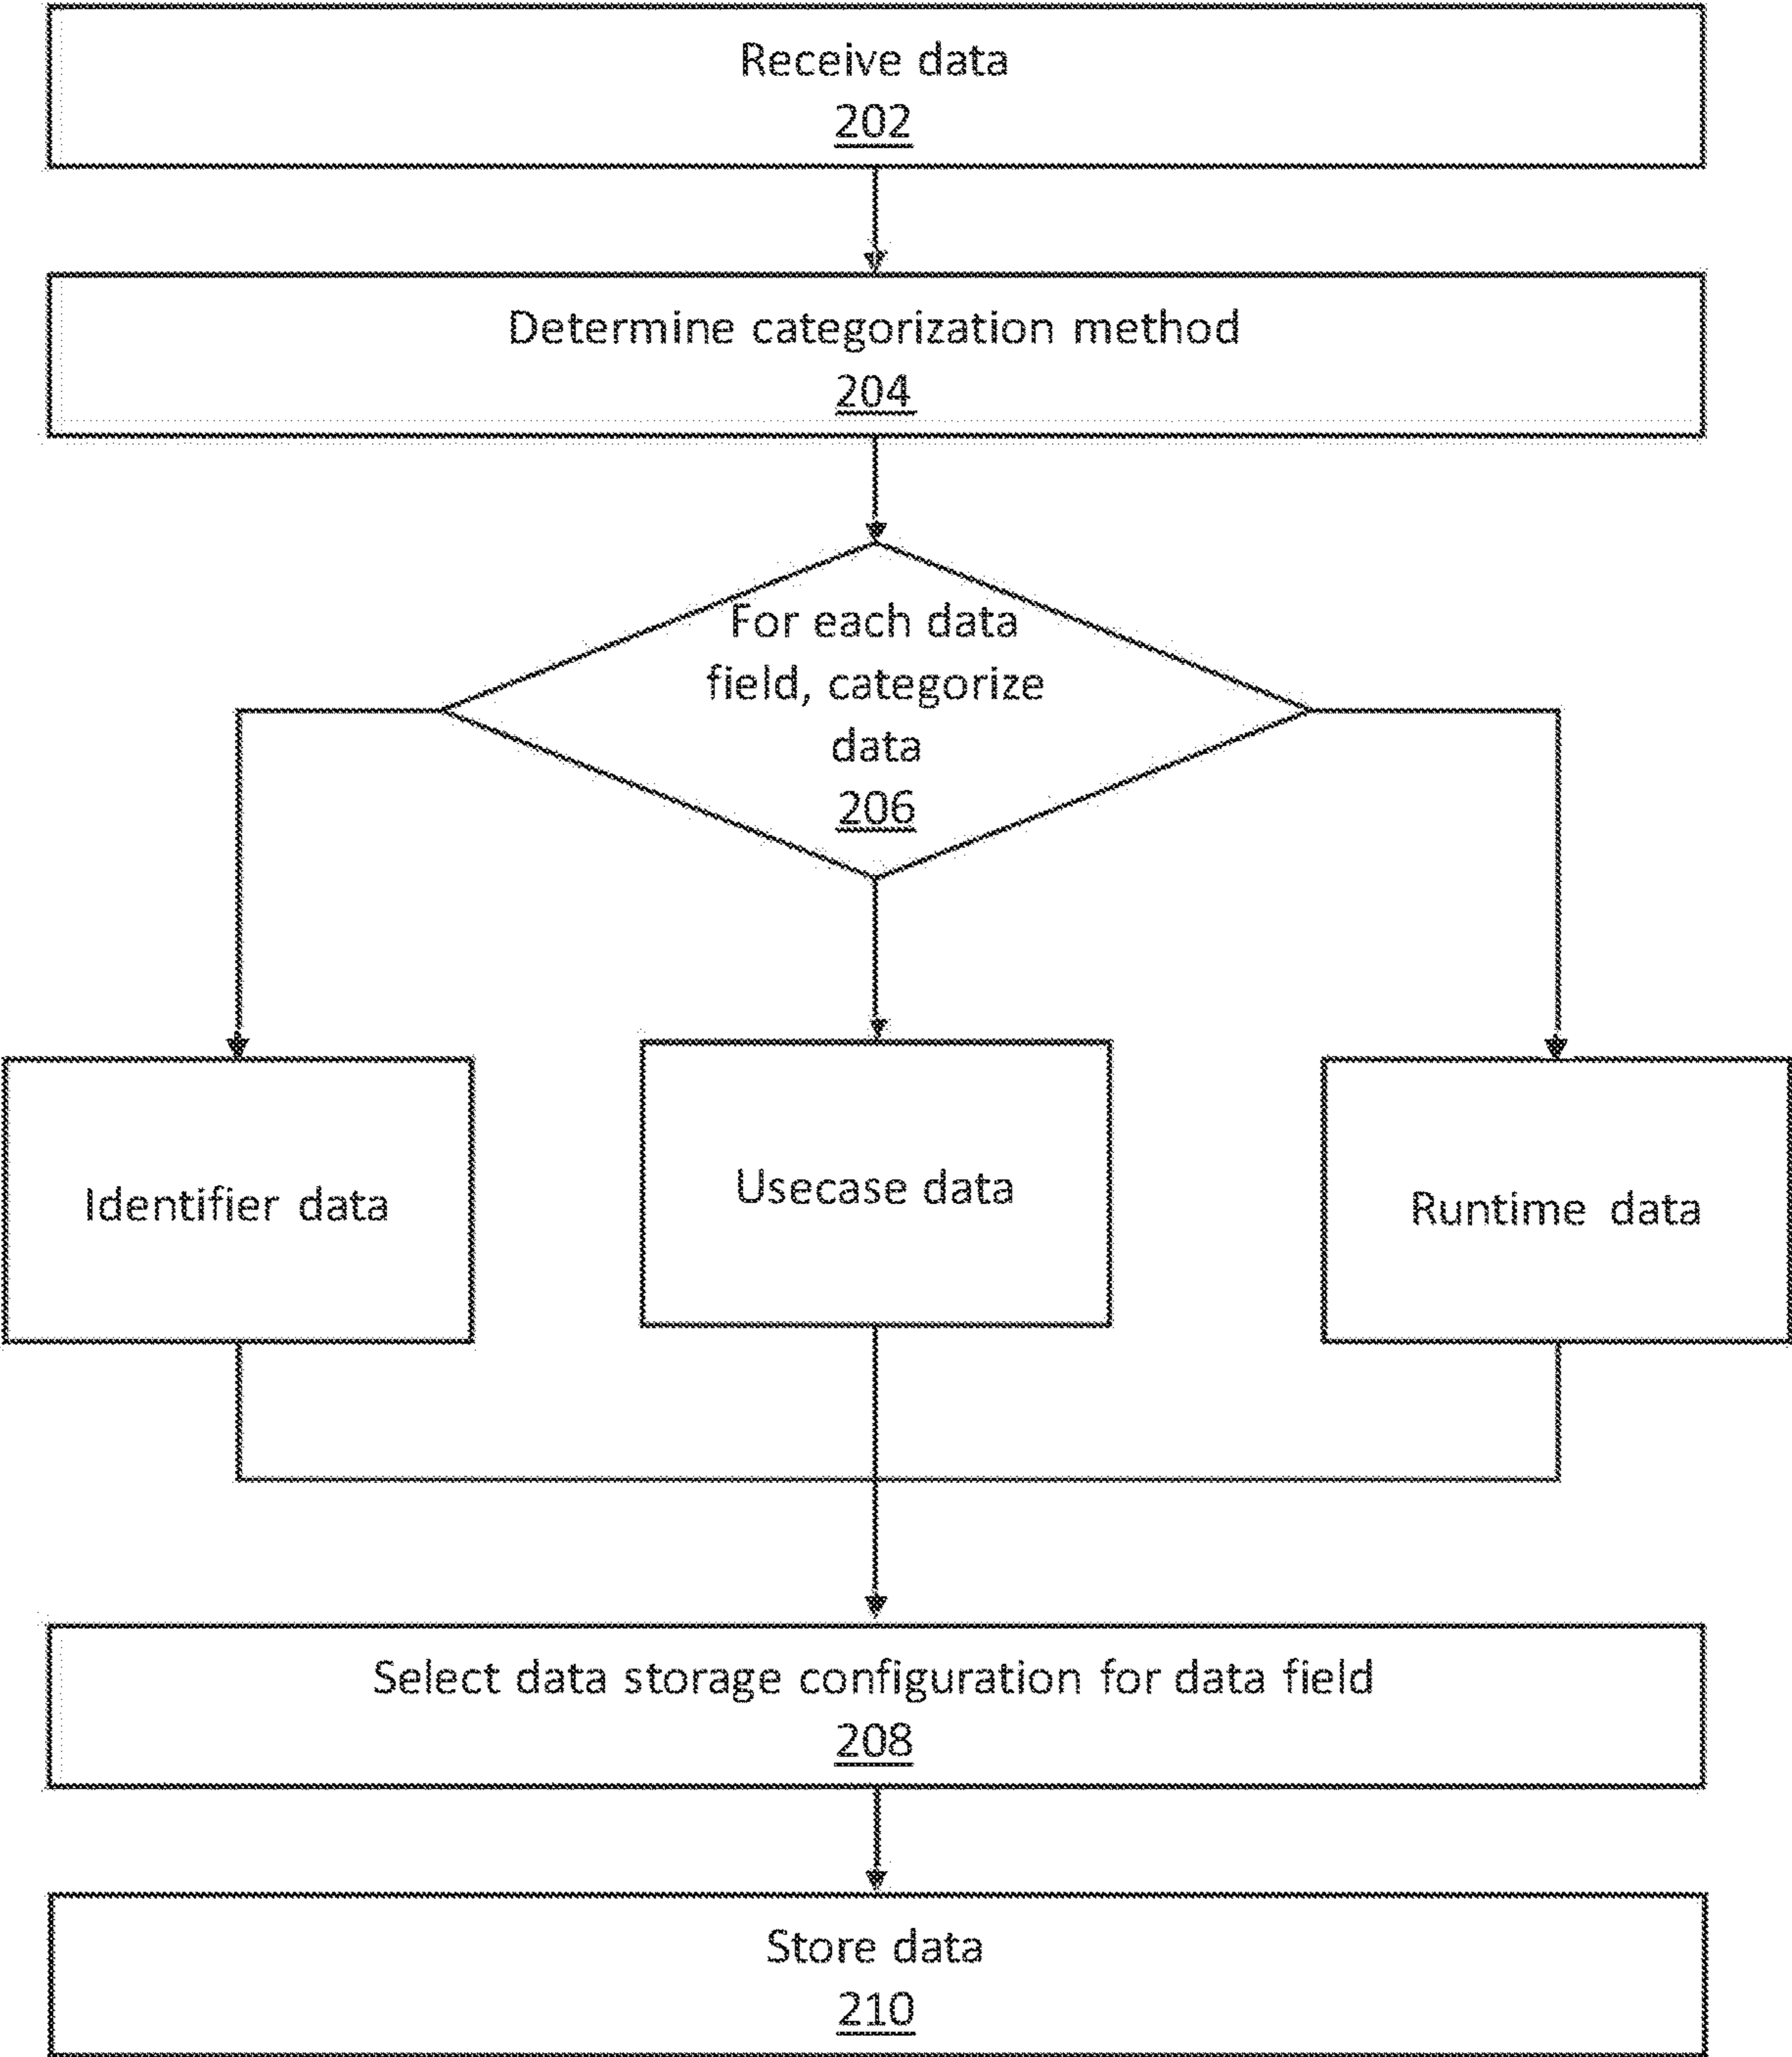 Receive data
202
Determine categorization method
204
For each data
field, categorize
data
206
Identifier data
Usecase data
Runtime data
Select data storage configuration for data field
208
Store data
210